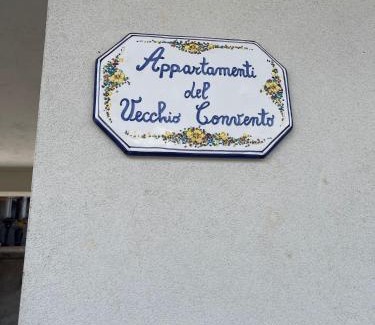 Appartamenti
del
Vecchio Convento